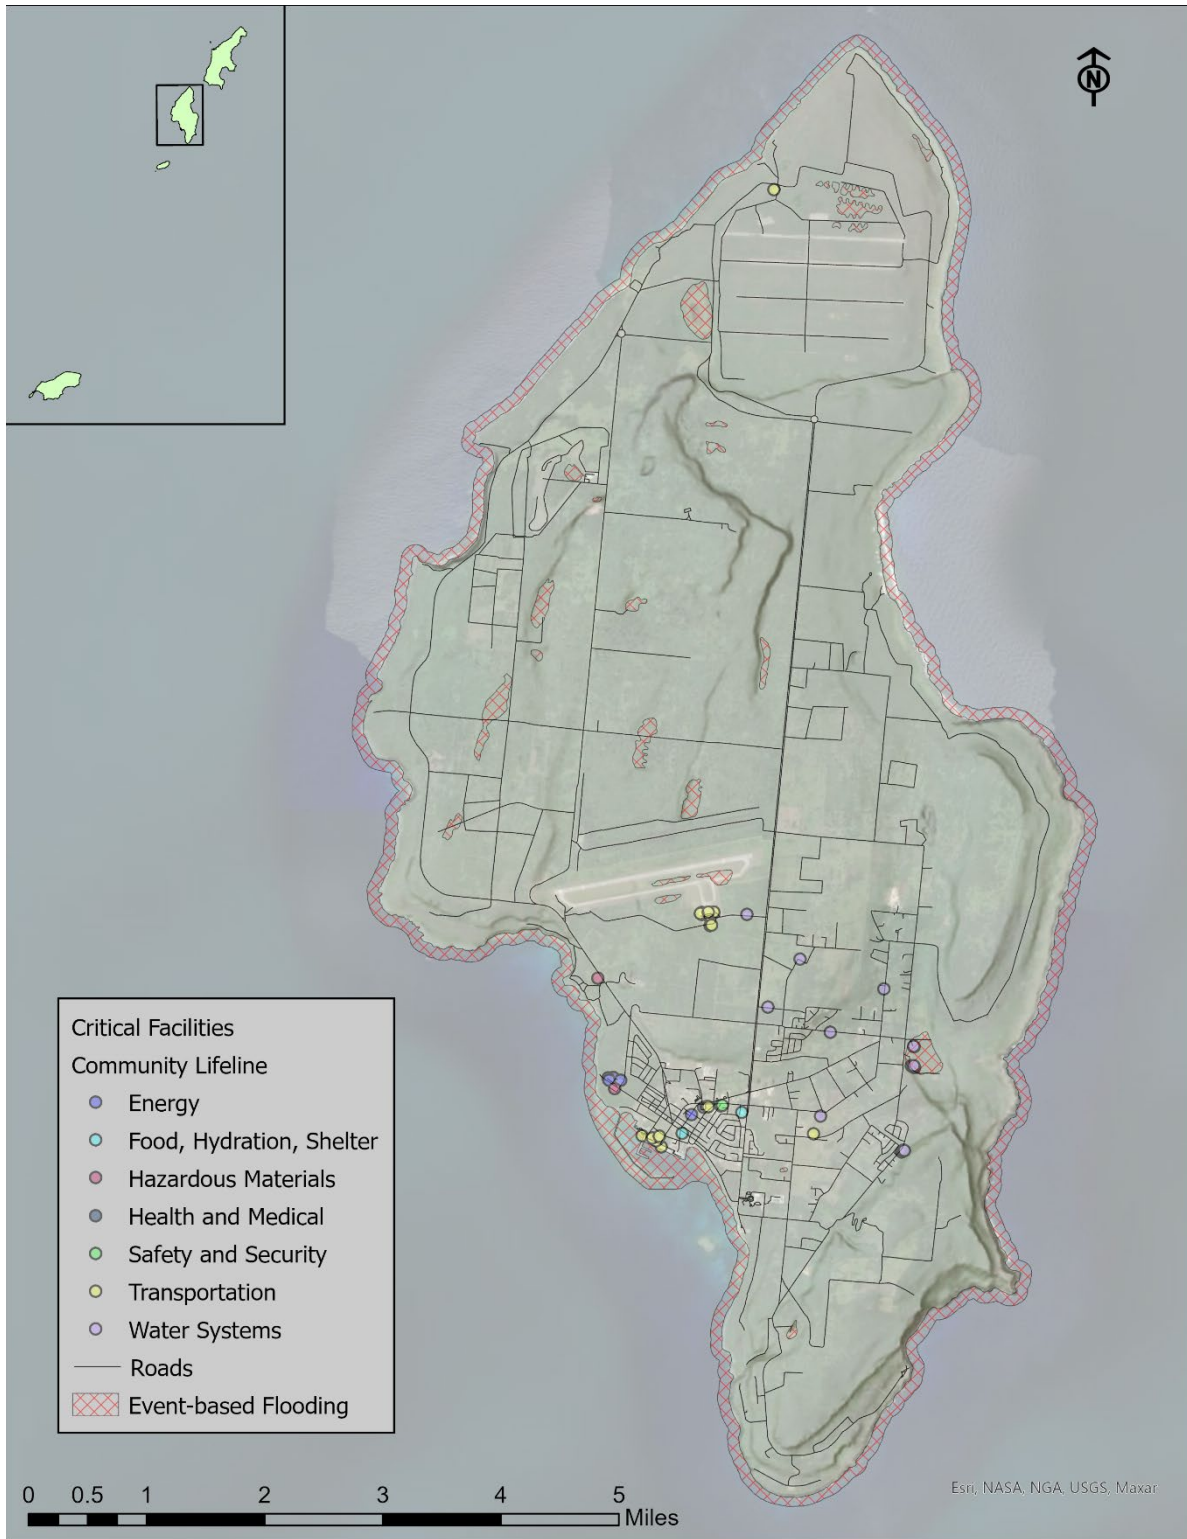 N
Critical Facilities
Community Lifeline
Energy
Food, Hydration, Shelter
Hazardous Materials
Health and Medical
Safety and Security
Transportation
Water Systems
Roads
Event-based Flooding
Esri, NASA, NGA, USGS, Maxar
0 0.5 1 2 3 4 5
Miles